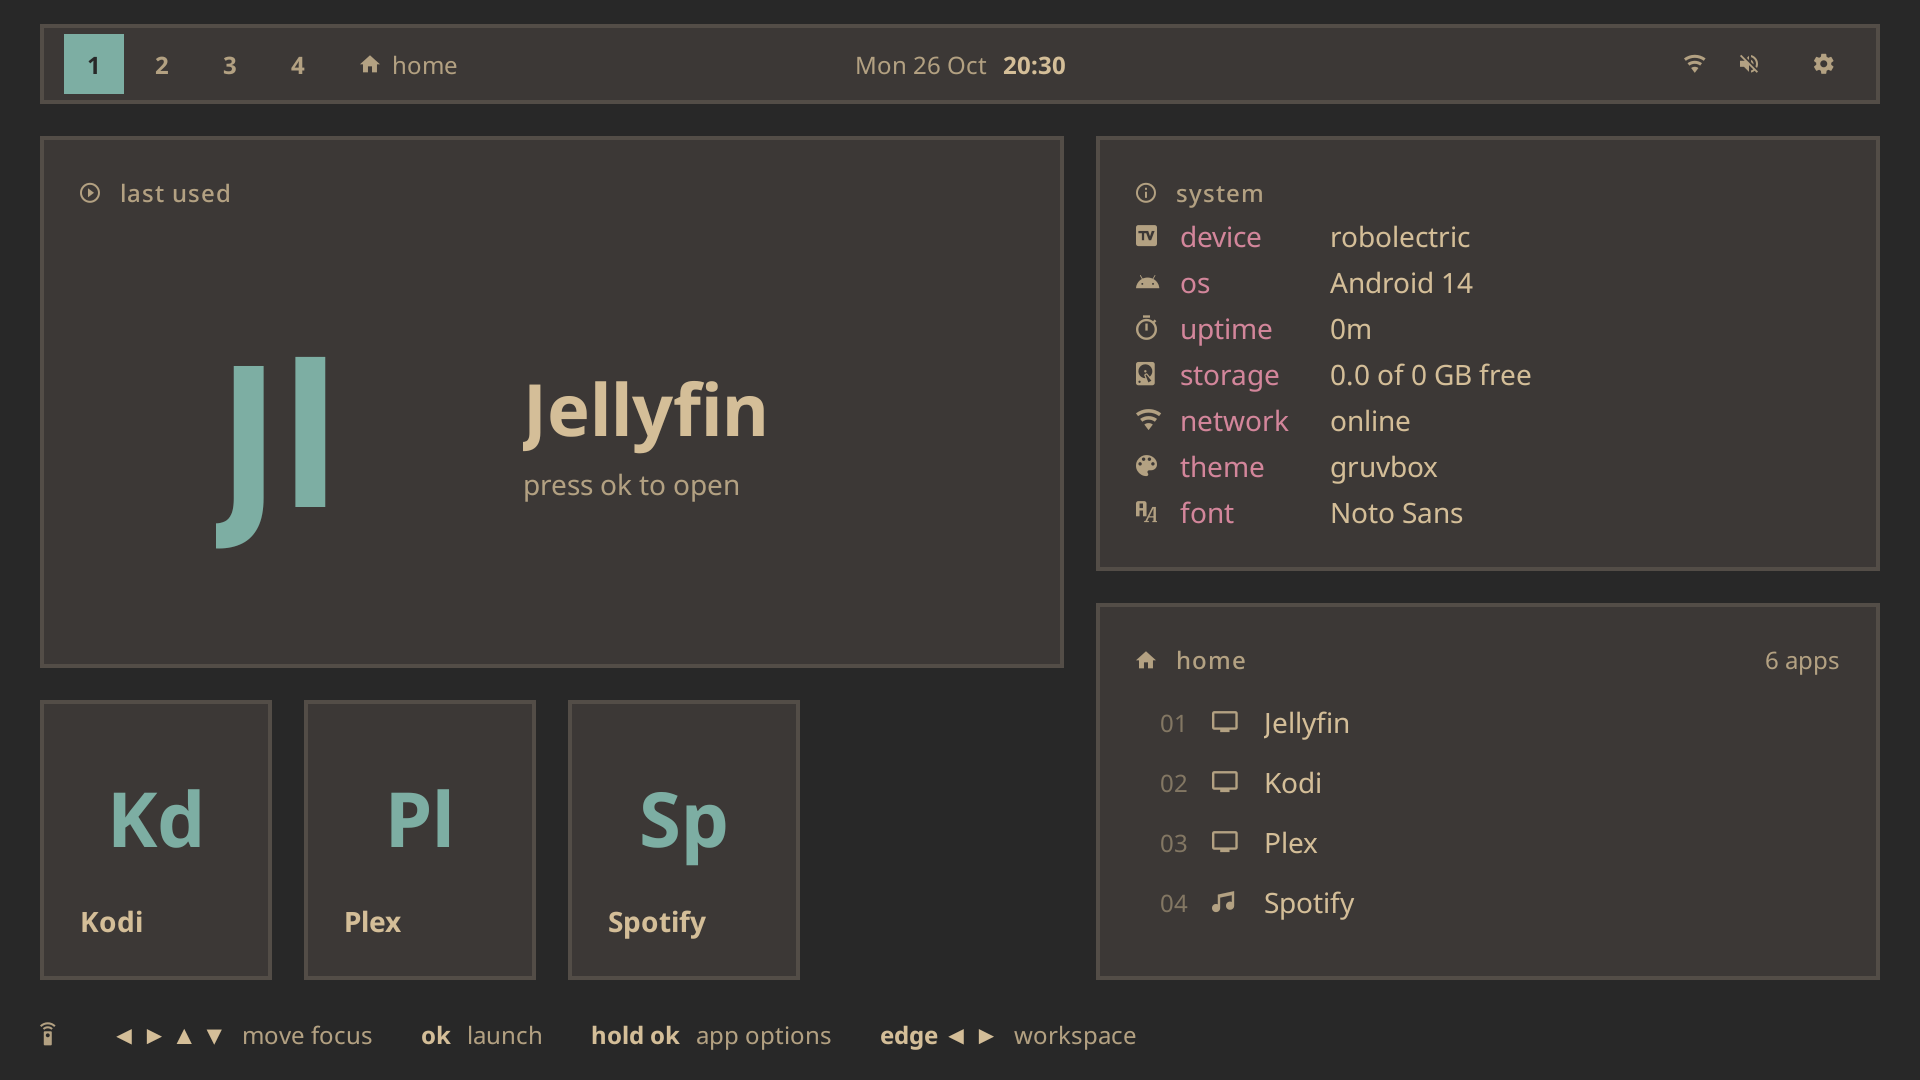 1 2 3 4 home Mon 26 Oct 20:30
last used
Jl
Jellyfin
press ok to open
system
device robolectric
os Android 14
uptime 0m
storage 0.0 of 0 GB free
network online
theme gruvbox
font Noto Sans
Kd
Kodi
Pl
Plex
Sp
Spotify
home 6 apps
01 Jellyfin
02 Kodi
03 Plex
04 Spotify
◀ ▶ ▲ ▼ move focus ok launch hold ok app options edge ◀ ▶ workspace